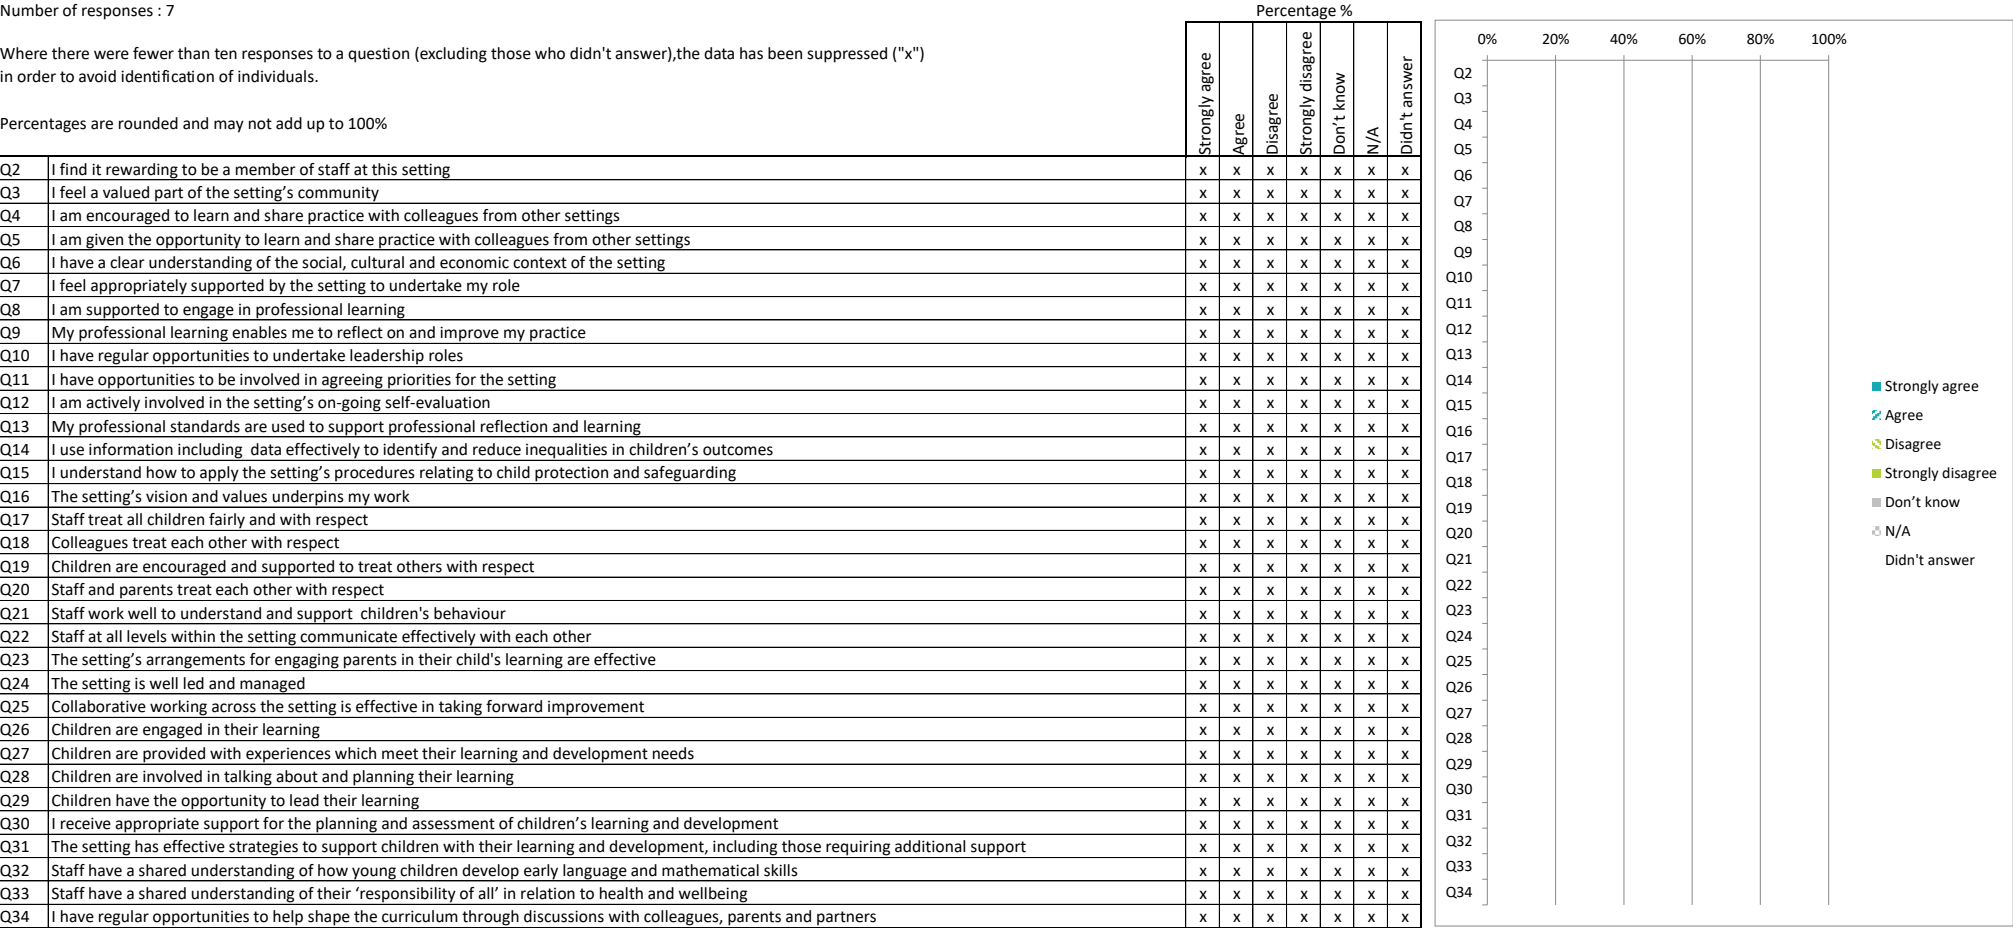 Number of responses : 7
Percentage %
Where there were fewer than ten responses to a question (excluding those who didn't answer),the data has been suppressed ("x")
in order to avoid identification of individuals.
Percentages are rounded and may not add up to 100%
Strongly agree
Agree
Disagree
Strongly disagree
Don’t know
N/A
Didn't answer
Q2 I find it rewarding to be a member of staff at this setting x x x x x x x
Q3 I feel a valued part of the setting’s community x x x x x x x
Q4 I am encouraged to learn and share practice with colleagues from other settings x x x x x x x
Q5 I am given the opportunity to learn and share practice with colleagues from other settings x x x x x x x
Q6 I have a clear understanding of the social, cultural and economic context of the setting x x x x x x x
Q7 I feel appropriately supported by the setting to undertake my role x x x x x x x
Q8 I am supported to engage in professional learning x x x x x x x
Q9 My professional learning enables me to reflect on and improve my practice x x x x x x x
Q10 I have regular opportunities to undertake leadership roles x x x x x x x
Q11 I have opportunities to be involved in agreeing priorities for the setting x x x x x x x
Q12 I am actively involved in the setting’s on-going self-evaluation x x x x x x x
Q13 My professional standards are used to support professional reflection and learning x x x x x x x
Q14 I use information including  data effectively to identify and reduce inequalities in children’s outcomes x x x x x x x
Q15 I understand how to apply the setting’s procedures relating to child protection and safeguarding x x x x x x x
Q16 The setting’s vision and values underpins my work x x x x x x x
Q17 Staff treat all children fairly and with respect x x x x x x x
Q18 Colleagues treat each other with respect x x x x x x x
Q19 Children are encouraged and supported to treat others with respect x x x x x x x
Q20 Staff and parents treat each other with respect x x x x x x x
Q21 Staff work well to understand and support  children's behaviour x x x x x x x
Q22 Staff at all levels within the setting communicate effectively with each other x x x x x x x
Q23 The setting’s arrangements for engaging parents in their child's learning are effective x x x x x x x
Q24 The setting is well led and managed x x x x x x x
Q25 Collaborative working across the setting is effective in taking forward improvement x x x x x x x
Q26 Children are engaged in their learning x x x x x x x
Q27 Children are provided with experiences which meet their learning and development needs x x x x x x x
Q28 Children are involved in talking about and planning their learning x x x x x x x
Q29 Children have the opportunity to lead their learning x x x x x x x
Q30 I receive appropriate support for the planning and assessment of children’s learning and development x x x x x x x
Q31 The setting has effective strategies to support children with their learning and development, including those requiring additional support x x x x x x x
Q32 Staff have a shared understanding of how young children develop early language and mathematical skills x x x x x x x
Q33 Staff have a shared understanding of their ‘responsibility of all’ in relation to health and wellbeing x x x x x x x
Q34 I have regular opportunities to help shape the curriculum through discussions with colleagues, parents and partners x x x x x x x
0% 20% 40% 60% 80% 100%
Q2
Q3
Q4
Q5
Q6
Q7
Q8
Q9
Q10
Q11
Q12
Q13
Q14
Q15
Q16
Q17
Q18
Q19
Q20
Q21
Q22
Q23
Q24
Q25
Q26
Q27
Q28
Q29
Q30
Q31
Q32
Q33
Q34
Strongly agree
Agree
Disagree
Strongly disagree
Don’t know
N/A
Didn't answer